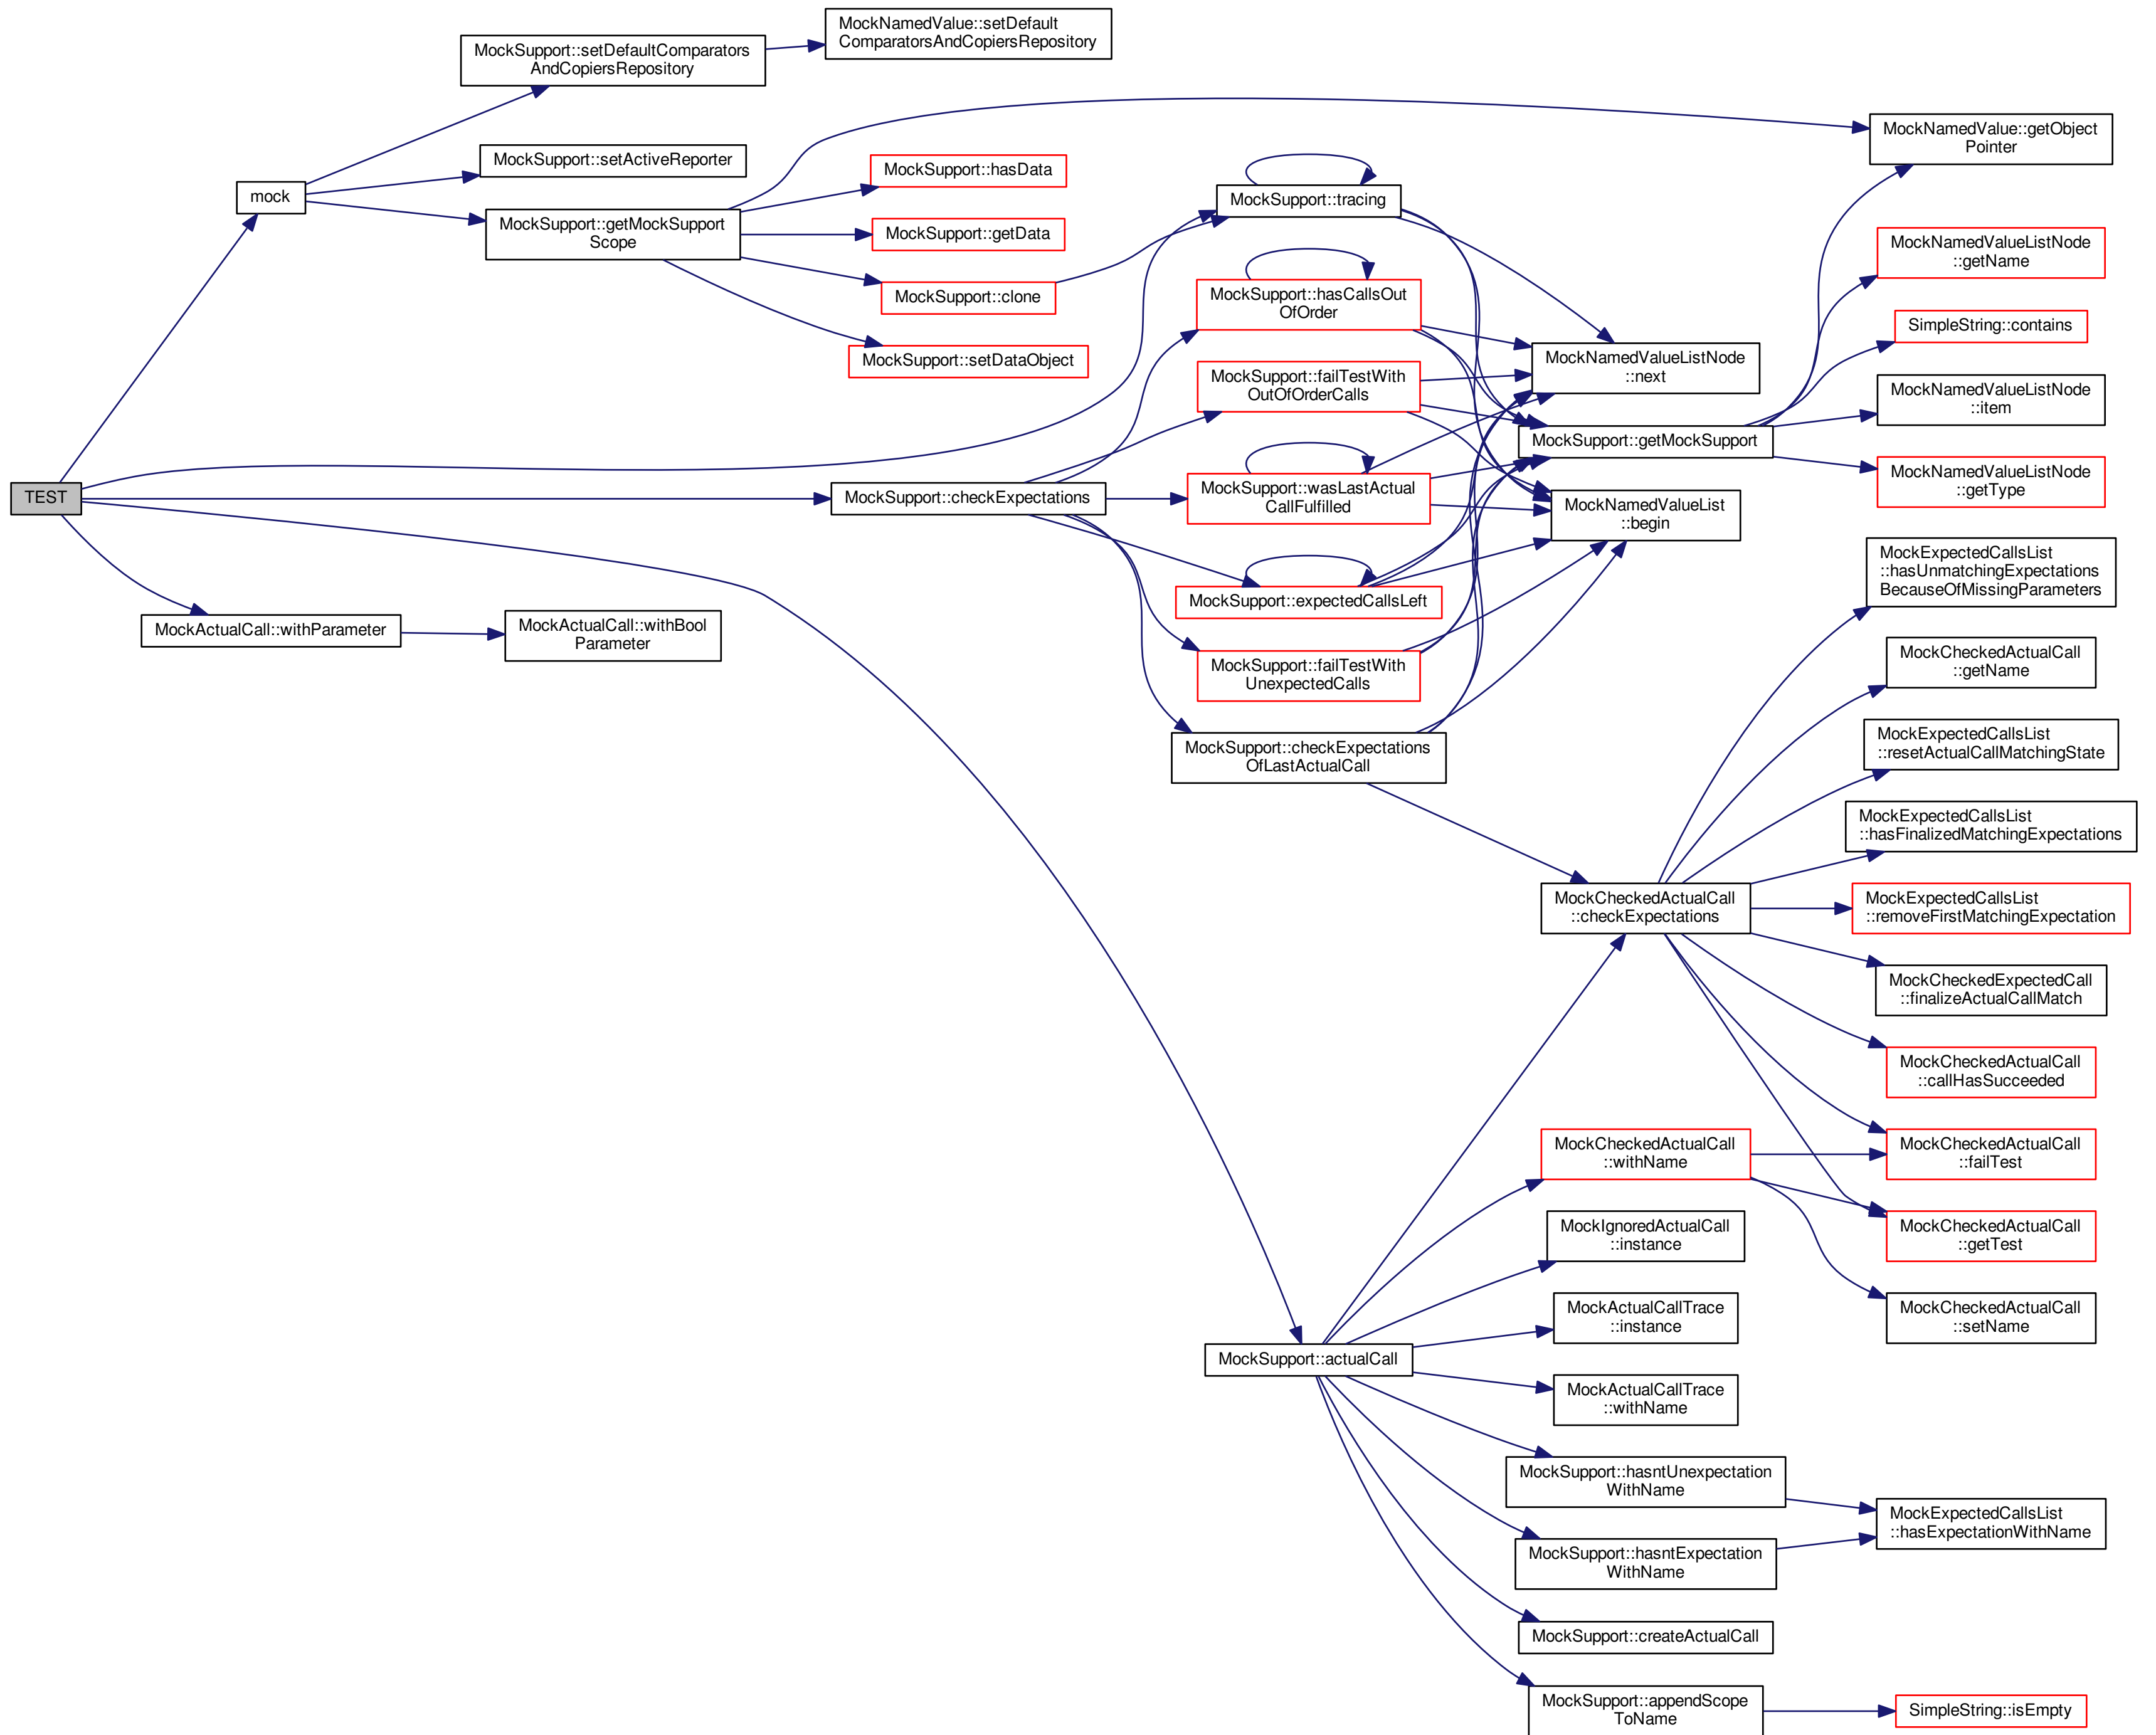 MockNamedValue::setDefault
ComparatorsAndCopiersRepository
MockSupport::setDefaultComparators
AndCopiersRepository
MockNamedValue::getObject
Pointer
MockSupport::setActiveReporter
MockSupport::hasData
mock
MockSupport::tracing
MockSupport::getMockSupport
Scope
MockSupport::getData
MockNamedValueListNode
::getName
MockSupport::clone
MockSupport::hasCallsOut
OfOrder
SimpleString::contains
MockSupport::setDataObject
MockNamedValueListNode
::next
MockSupport::failTestWith
OutOfOrderCalls
MockNamedValueListNode
::item
MockSupport::getMockSupport
MockNamedValueListNode
::getType
TEST
MockSupport::checkExpectations
MockSupport::wasLastActual
CallFulfilled
MockNamedValueList
::begin
MockExpectedCallsList
::hasUnmatchingExpectations
BecauseOfMissingParameters
MockSupport::expectedCallsLeft
MockActualCall::withParameter
MockActualCall::withBool
Parameter
MockSupport::failTestWith
UnexpectedCalls
MockCheckedActualCall
::getName
MockSupport::checkExpectations
OfLastActualCall
MockExpectedCallsList
::resetActualCallMatchingState
MockExpectedCallsList
::hasFinalizedMatchingExpectations
MockCheckedActualCall
::checkExpectations
MockExpectedCallsList
::removeFirstMatchingExpectation
MockCheckedExpectedCall
::finalizeActualCallMatch
MockCheckedActualCall
::callHasSucceeded
MockCheckedActualCall
::withName
MockCheckedActualCall
::failTest
MockIgnoredActualCall
::instance
MockCheckedActualCall
::getTest
MockActualCallTrace
::instance
MockCheckedActualCall
::setName
MockSupport::actualCall
MockActualCallTrace
::withName
MockSupport::hasntUnexpectation
WithName
MockExpectedCallsList
::hasExpectationWithName
MockSupport::hasntExpectation
WithName
MockSupport::createActualCall
MockSupport::appendScope
ToName
SimpleString::isEmpty